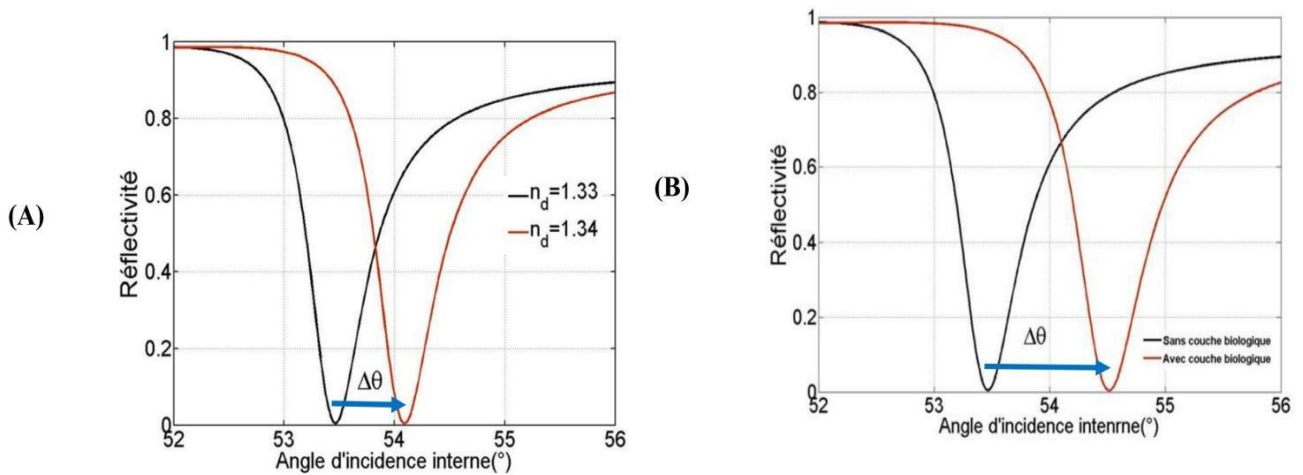 (A)
Réflectivité
1
0.8
0.6
0.4
0.2
0
52
53
54
55
56
Angle d'incidence interne(°)
n_d=1.33
n_d=1.34
Δθ
(B)
Réflectivité
1
0.8
0.6
0.4
0.2
0
52
53
54
55
56
Angle d'incidence intenrne(°)
Δθ
Sans couche biologique
Avec couche biologique